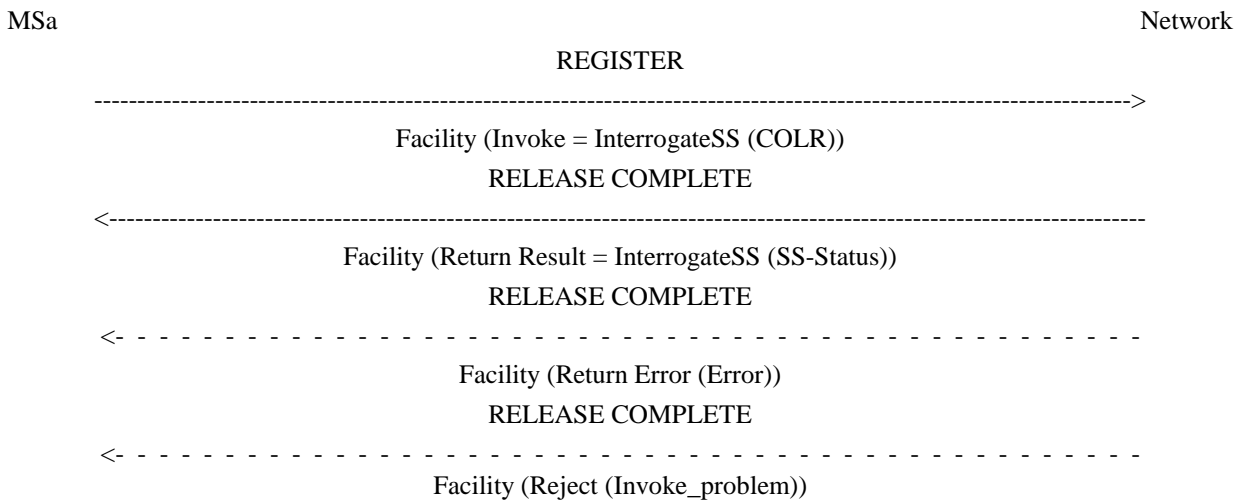 MSa Network
REGISTER
------------------------------------------------------------------------------------------------------------------------>
Facility (Invoke = InterrogateSS (COLR))
RELEASE COMPLETE
<------------------------------------------------------------------------------------------------------------------------
Facility (Return Result = InterrogateSS (SS-Status))
RELEASE COMPLETE
<- - - - - - - - - - - - - - - - - - - - - - - - - - - - - - - - - - - - - - - - - - - - - - -
Facility (Return Error (Error))
RELEASE COMPLETE
<- - - - - - - - - - - - - - - - - - - - - - - - - - - - - - - - - - - - - - - - - - - - - - -
Facility (Reject (Invoke_problem))